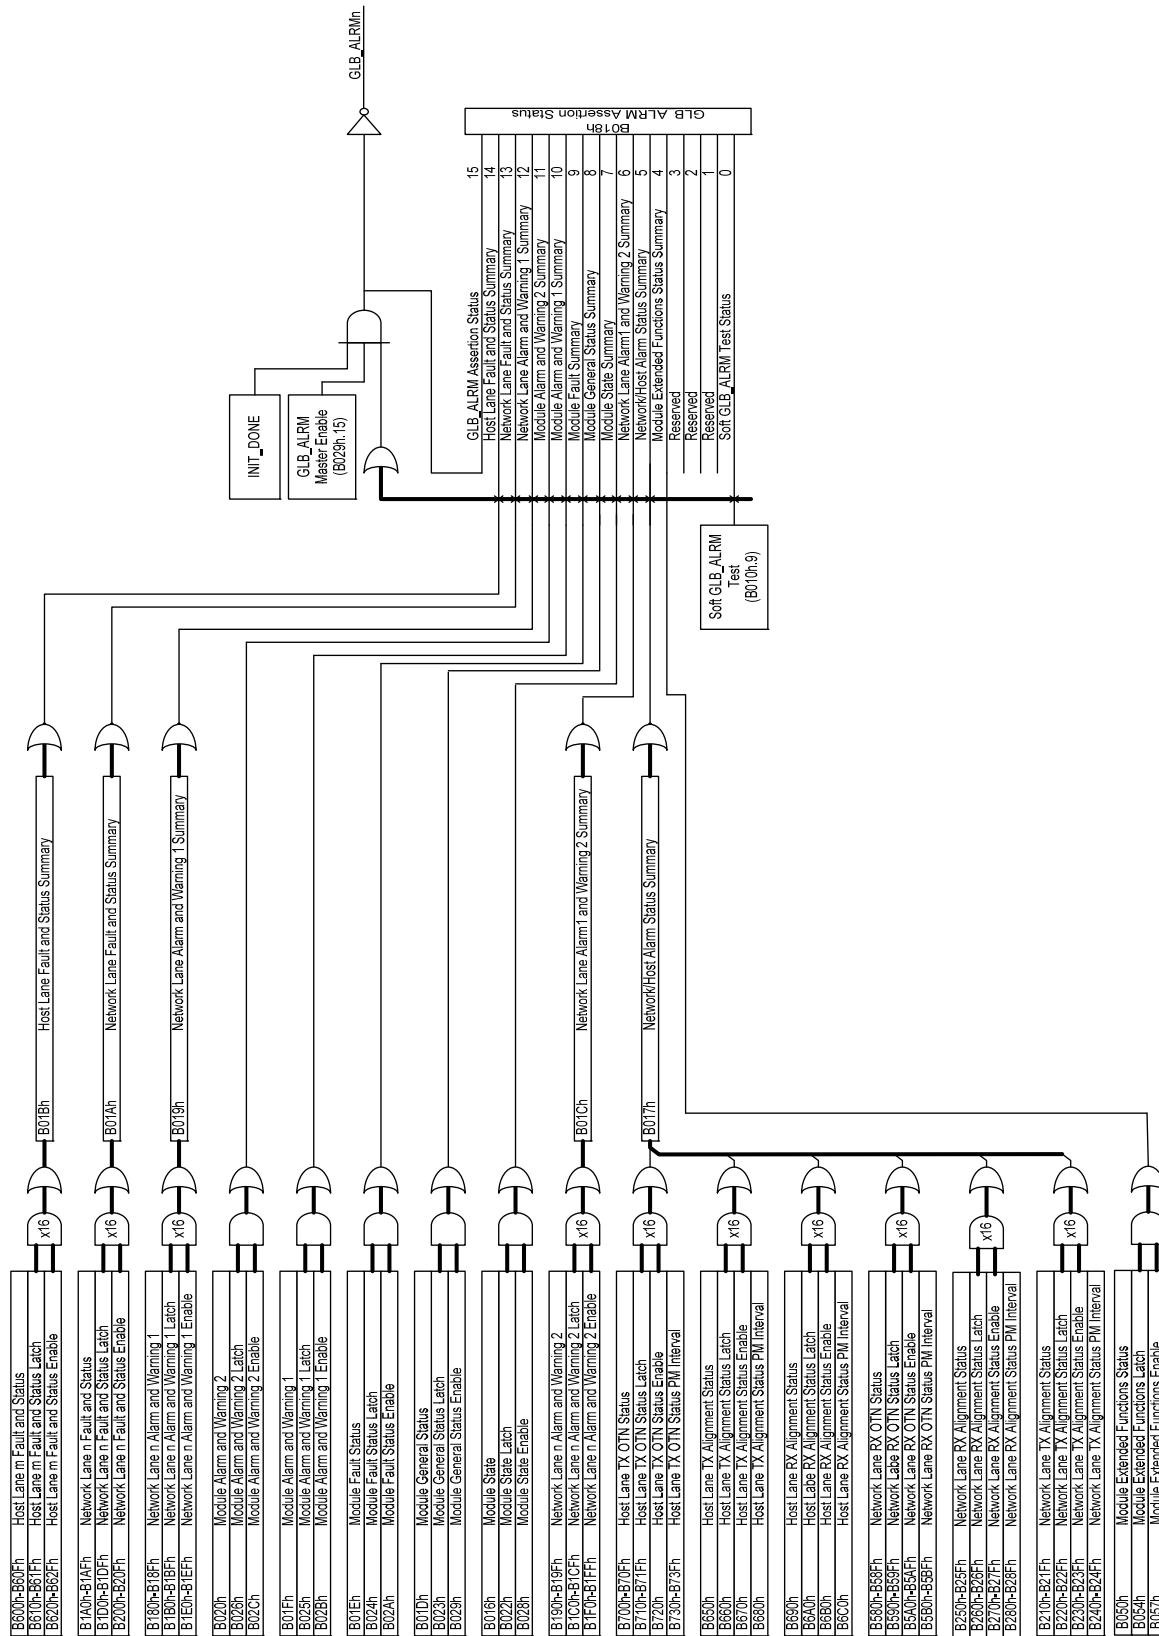 B600h-B60Fh Host Lane m Fault and Status
B610h-B61Fh Host Lane m Fault and Status Latch
B620h-B62Fh Host Lane m Fault and Status Enable
B1A0h-B1AFh Network Lane n Fault and Status
B1D0h-B1DFh Network Lane n Fault and Status Latch
B200h-B20Fh Network Lane n Fault and Status Enable
B180h-B18Fh Network Lane n Alarm and Warning 1
B1B0h-B1BFh Network Lane n Alarm and Warning 1 Latch
B1E0h-B1EFh Network Lane n Alarm and Warning 1 Enable
B020h Module Alarm and Warning 2
B026h Module Alarm and Warning 2 Latch
B02Ch Module Alarm and Warning 2 Enable
B01Fh Module Alarm and Warning 1
B025h Module Alarm and Warning 1 Latch
B02Bh Module Alarm and Warning 1 Enable
B01Eh Module Fault Status
B024h Module Fault Status Latch
B02Ah Module Fault Status Enable
B01Dh Module General Status
B023h Module General Status Latch
B029h Module General Status Enable
B016h Module State
B022h Module State Latch
B028h Module State Enable
B190h-B19Fh Network Lane n Alarm and Warning 2
B1C0h-B1CFh Network Lane n Alarm and Warning 2 Latch
B1F0h-B1FFh Network Lane n Alarm and Warning 2 Enable
B700h-B70Fh Host Lane TX OTN Status
B710h-B71Fh Host Lane TX OTN Status Latch
B720h Host Lane TX OTN Status Enable
B730h-B73Fh Host Lane TX OTN Status PM Interval
B650h Host Lane TX Alignment Status
B660h Host Lane TX Alignment Status Latch
B670h Host Lane TX Alignment Status Enable
B680h Host Lane TX Alignment Status PM Interval
B690h Host Lane RX Alignment Status
B6A0h Host Labe RX Alignment Status Latch
B6B0h Host Lane RX Alignment Status Enable
B6C0h Host Lane RX Alignment Status PM Interval
B580h-B58Fh Network Lane RX OTN Status
B590h-B59Fh Network Labe RX OTN Status Latch
B5A0h-B5AFh Network Lane RX OTN Status Enable
B5B0h-B5BFh Network Lane RX OTN Status PM Interval
B250h-B25Fh Network Lane RX Alignment Status
B260h-B26Fh Network Lane RX Alignment Status Latch
B270h-B27Fh Network Lane RX Alignment Status Enable
B280h-B28Fh Network Lane RX Alignment Status PM Interval
B210h-B21Fh Network Lane TX Alignment Status
B220h-B22Fh Network Lane TX Alignment Status Latch
B230h-B23Fh Network Lane TX Alignment Status Enable
B240h-B24Fh Network Lane TX Alignment Status PM Interval
B050h Module Extended Functions Status
B054h Module Extended Functions Latch
B057h Module Extended Functions Enable
x16
x16
x16
x16
x16
x16
x16
x16
x16
x16
B01Bh Host Lane Fault and Status Summary
B01Ah Network Lane Fault and Status Summary
B019h Network Lane Alarm and Warning 1 Summary
B01Ch Network Lane Alarm1 and Warning 2 Summary
B017h Network/Host Alarm Status Summary
INIT_DONE
GLB_ALRM
Master Enable
(B029h.15)
Soft GLB_ALRM
Test
(B010h.9)
GLB_ALRM Assertion Status 15
Host Lane Fault and Status Summary 14
Network Lane Fault and Status Summary 13
Network Lane Alarm and Warning 1 Summary 12
Module Alarm and Warning 2 Summary 11
Module Alarm and Warning 1 Summary 10
Module Fault Summary 9
Module General Status Summary 8
Module State Summary 7
Network Lane Alarm1 and Warning 2 Summary 6
Network/Host Alarm Status Summary 5
Module Extended Functions Status Summary 4
Reserved 3
Reserved 2
Reserved 1
Soft GLB_ALRM Test Status 0
B018h
GLB_ALRM Assertion Status
GLB_ALRMn